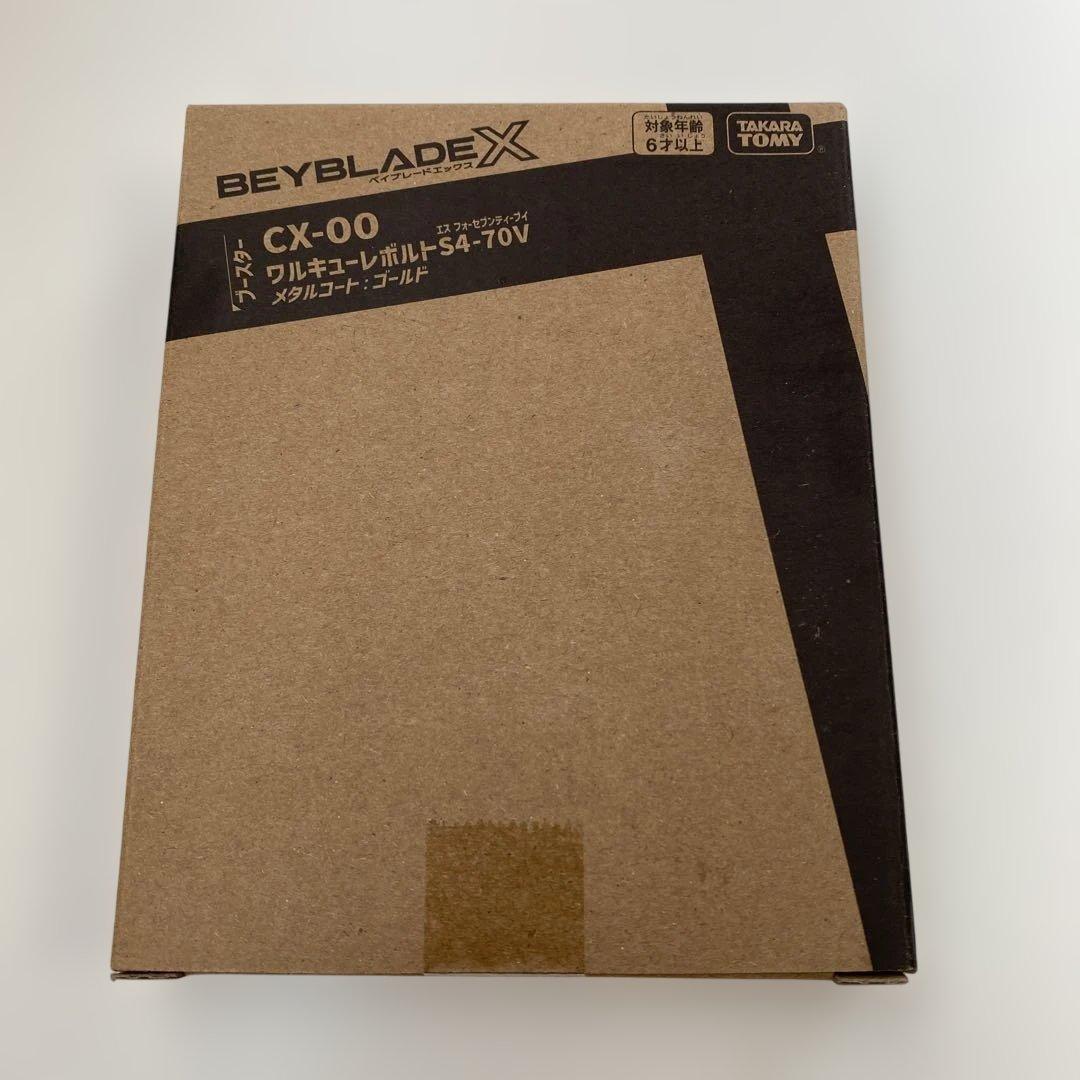 BEYBLADE X
ベイブレードエックス
たいしょうねんれい
対象年齢
さい いじょう
6才以上
TAKARA
TOMY
®
ブースター
CX-00
エス フォーセブンティーブイ
ワルキューレボルトS4-70V
メタルコート:ゴールド